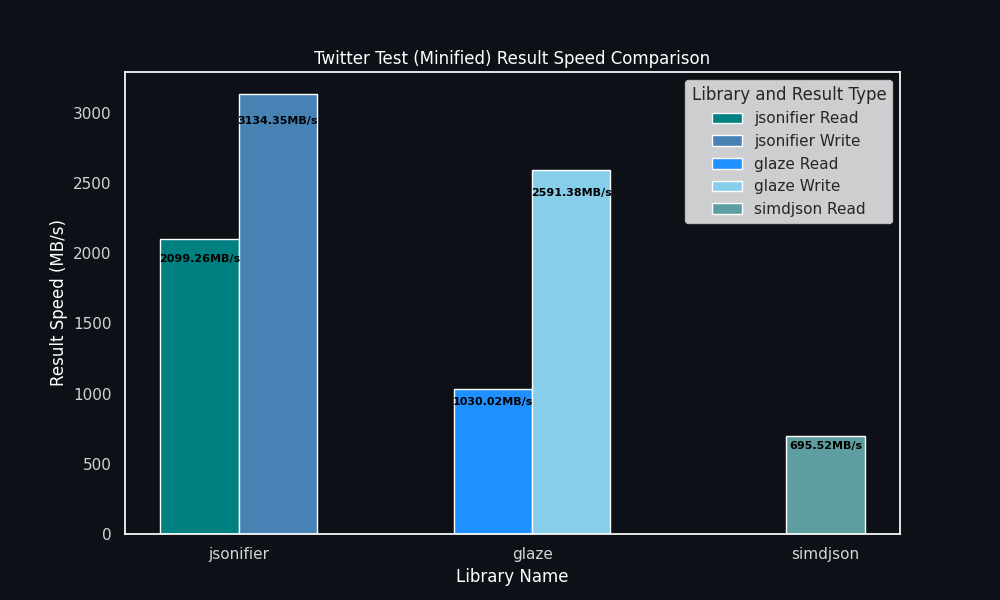 Twitter Test (Minified) Result Speed Comparison
Result Speed (MB/s)
3000
2500
2000
1500
1000
500
0
2099.26MB/s
3134.35MB/s
1030.02MB/s
2591.38MB/s
695.52MB/s
Library and Result Type
jsonifier Read
jsonifier Write
glaze Read
glaze Write
simdjson Read
jsonifier
glaze
simdjson
Library Name